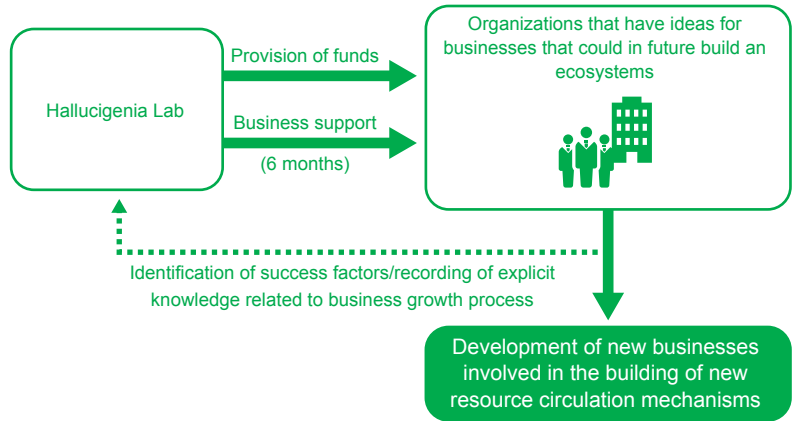 Organizations that have ideas for
businesses that could in future build an
ecosystems
Provision of funds
Hallucigenia Lab
Business support
(6 months)
Identification of success factors/recording of explicit
knowledge related to business growth process
Development of new businesses
involved in the building of new
resource circulation mechanisms